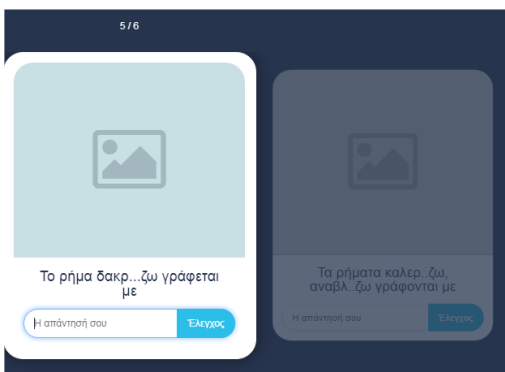 5 / 6
Το ρήμα δακρ...ζω γράφεται
με
Η απάντησή σου
Έλεγχος
Τα ρήματα καλερ..ζω,
αναβλ..ζω γράφονται με
Η απάντησή σου
Έλεγχος